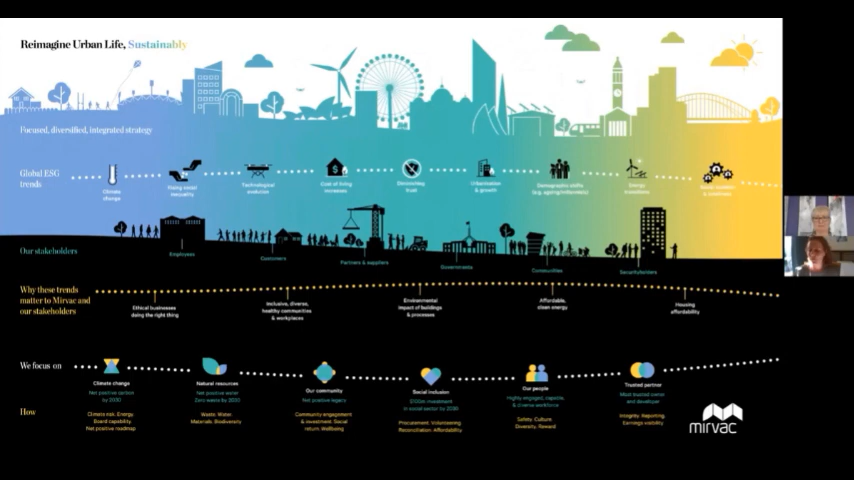 Reimagine Urban Life, Sustainably
Focused, diversified, integrated strategy
Global ESG
trends
Climate
change
Rising social
inequality
Technological
evolution
Cost of living
increases
Diminishing
trust
Urbanisation
& growth
Demographic shifts
(e.g. ageing/millennials)
Energy
transitions
Our stakeholders
Employees
Customers
Partners & suppliers
Governments
Communities
Securityholders
Why these trends
matter to Mirvac and
our stakeholders
Ethical businesses
doing the right thing
Inclusive, diverse,
healthy communities
& workplaces
Environmental
impact of buildings
& processes
Affordable,
clean energy
Housing
affordability
We focus on
Climate change
Net positive carbon
by 2030
Natural resources
Net positive water
Zero waste by 2030
Our community
Net positive legacy
Social inclusion
$100m investment
in social sector by 2030
Our people
Highly engaged, capable,
& diverse workforce
Trusted partner
Most trusted owner
and developer
How
Climate risk. Energy.
Board capability.
Net positive roadmap
Waste. Water.
Materials. Biodiversity
Community engagement
& investment. Social
return. Wellbeing
Procurement. Volunteering
Reconciliation. Affordability
Safety. Culture
Diversity. Reward
Integrity. Reporting.
Earnings visibility
mirvac